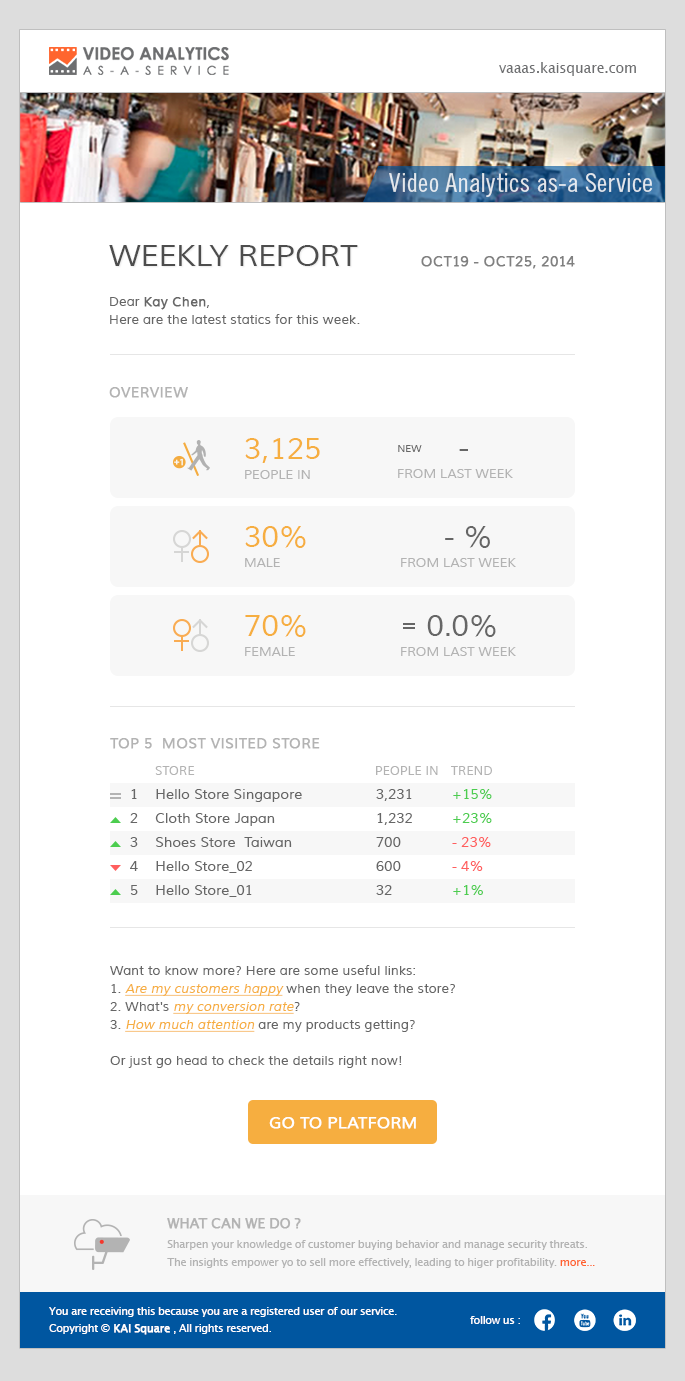 VIDEO ANALYTICS
AS-A-SERVICE
vaaas.kaisquare.com
Video Analytics as-a Service
WEEKLY REPORT
OCT19 - OCT25, 2014
Dear Kay Chen,
Here are the latest statics for this week.
OVERVIEW
+1
3,125
PEOPLE IN
NEW -
FROM LAST WEEK
30%
MALE
- %
FROM LAST WEEK
70%
FEMALE
= 0.0%
FROM LAST WEEK
TOP 5 MOST VISITED STORE
STORE PEOPLE IN TREND
= 1 Hello Store Singapore 3,231 +15%
2 Cloth Store Japan 1,232 +23%
3 Shoes Store Taiwan 700 - 23%
4 Hello Store_02 600 - 4%
5 Hello Store_01 32 +1%
Want to know more? Here are some useful links:
1. Are my customers happy when they leave the store?
2. What's my conversion rate?
3. How much attention are my products getting?
Or just go head to check the details right now!
GO TO PLATFORM
WHAT CAN WE DO ?
Sharpen your knowledge of customer buying behavior and manage security threats.
The insights empower yo to sell more effectively, leading to higer profitability. more...
You are receiving this because you are a registered user of our service.
Copyright © KAI Square , All rights reserved.
follow us :
f
You
Tube
in